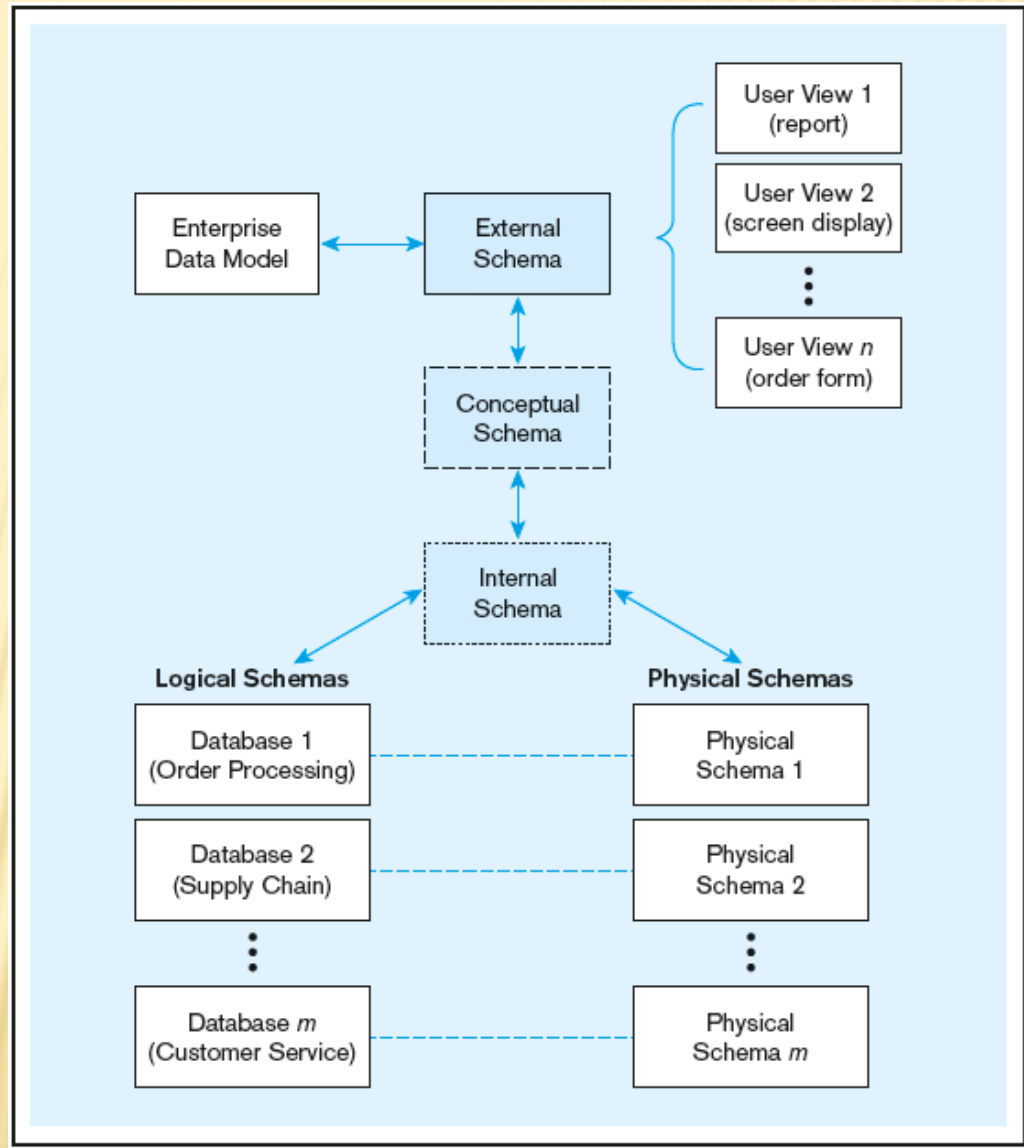 User View 1
(report)
User View 2
(screen display)
User View n
(order form)
Enterprise
Data Model
External
Schema
Conceptual
Schema
Internal
Schema
Logical Schemas
Physical Schemas
Database 1
(Order Processing)
Physical
Schema 1
Database 2
(Supply Chain)
Physical
Schema 2
Database m
(Customer Service)
Physical
Schema m